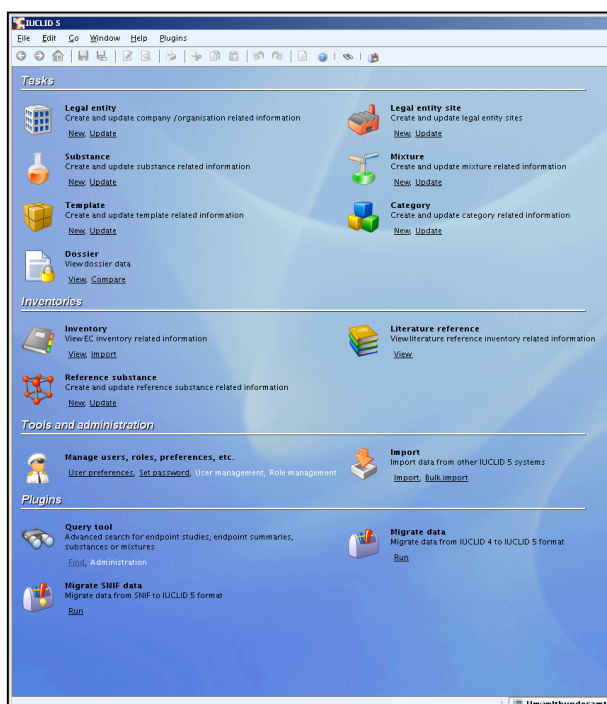 IUCLID 5
File Edit Go Window Help Plugins
Tasks
Legal entity
Create and update company /organisation related information
New, Update
Legal entity site
Create and update legal entity sites
New, Update
Substance
Create and update substance related information
New, Update
Mixture
Create and update mixture related information
New, Update
Template
Create and update template related information
New, Update
Category
Create and update category related information
New, Update
Dossier
View dossier data
View, Compare
Inventories
Inventory
View EC inventory related information
View, Import
Literature reference
View literature reference inventory related information
View
Reference substance
Create and update reference substance related information
New, Update
Tools and administration
Manage users, roles, preferences, etc.
User preferences, Set password, User management, Role management
Import
Import data from other IUCLID 5 systems
Import, Bulk import
Plugins
Query tool
Advanced search for endpoint studies, endpoint summaries,
substances or mixtures
Find, Administration
Migrate data
Migrate data from IUCLID 4 to IUCLID 5 format
Run
Migrate SNIF data
Migrate data from SNIF to IUCLID 5 format
Run